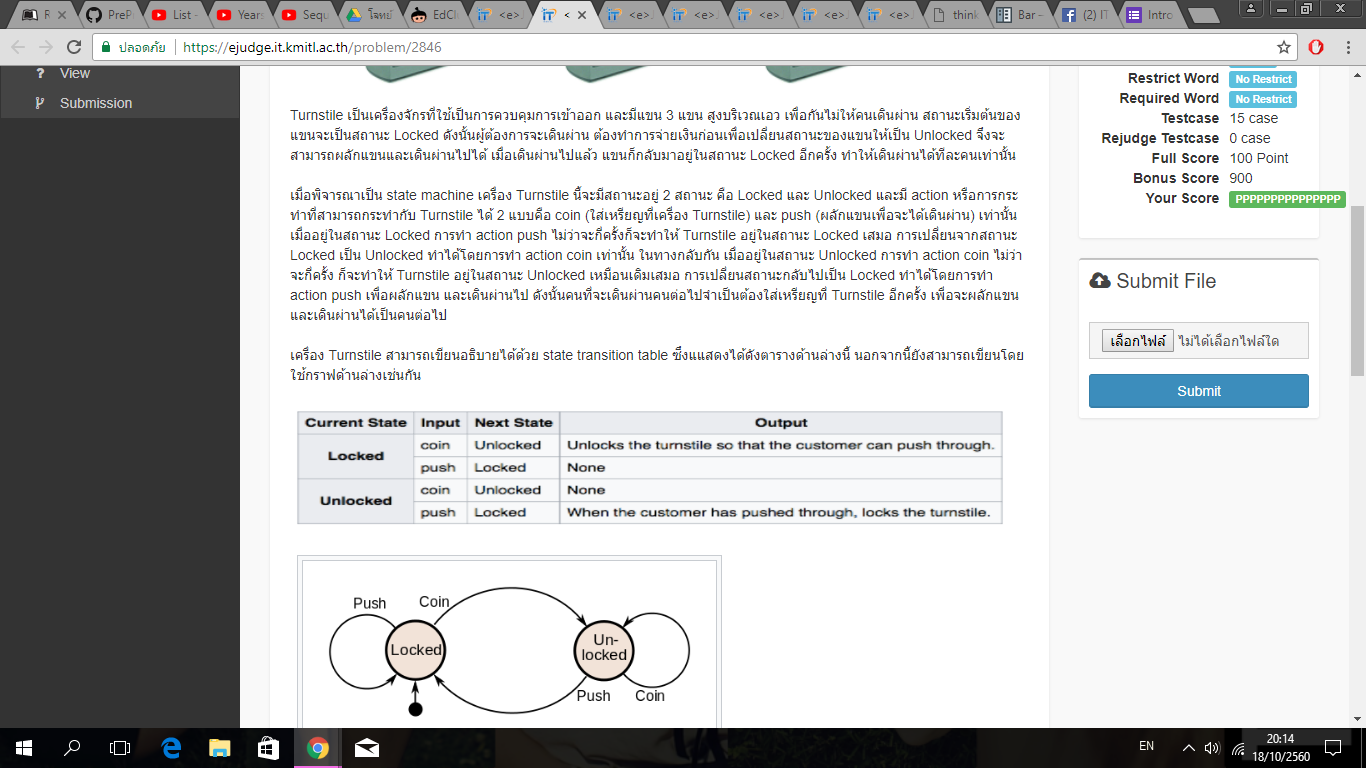 PreP
List -
Years
Sequ
โจทย์
EdCl
think
Bar –
(2) IT
Intro
ปลอดภัย
https://ejudge.it.kmitl.ac.th/problem/2846
View
Submission
Turnstile เป็นเครื่องจักรที่ใช้เป็นการควบคุมการเข้าออก และมีแขน 3 แขน สูงบริเวณเอว เพื่อกันไม่ให้คนเดินผ่าน สถานะเริ่มต้นของ
แขนจะเป็นสถานะ Locked ดังนั้นผู้ต้องการจะเดินผ่าน ต้องทำการจ่ายเงินก่อนเพื่อเปลี่ยนสถานะของแขนให้เป็น Unlocked จึงจะ
สามารถผลักแขนและเดินผ่านไปได้ เมื่อเดินผ่านไปแล้ว แขนก็กลับมาอยู่ในสถานะ Locked อีกครั้ง ทำให้เดินผ่านได้ทีละคนเท่านั้น
เมื่อพิจารณาเป็น state machine เครื่อง Turnstile นี้จะมีสถานะอยู่ 2 สถานะ คือ Locked และ Unlocked และมี action หรือการกระ
ทำที่สามารถกระทำกับ Turnstile ได้ 2 แบบคือ coin (ใส่เหรียญที่เครื่อง Turnstile) และ push (ผลักแขนเพื่อจะได้เดินผ่าน) เท่านั้น
เมื่ออยู่ในสถานะ Locked การทำ action push ไม่ว่าจะกี่ครั้งก็จะทำให้ Turnstile อยู่ในสถานะ Locked เสมอ การเปลี่ยนจากสถานะ
Locked เป็น Unlocked ทำได้โดยการทำ action coin เท่านั้น ในทางกลับกัน เมื่ออยู่ในสถานะ Unlocked การทำ action coin ไม่ว่า
จะกี่ครั้ง ก็จะทำให้ Turnstile อยู่ในสถานะ Unlocked เหมือนเดิมเสมอ การเปลี่ยนสถานะกลับไปเป็น Locked ทำได้โดยการทำ
action push เพื่อผลักแขน และเดินผ่านไป ดังนั้นคนที่จะเดินผ่านคนต่อไปจำเป็นต้องใส่เหรียญที่ Turnstile อีกครั้ง เพื่อจะผลักแขน
และเดินผ่านได้เป็นคนต่อไป
เครื่อง Turnstile สามารถเขียนอธิบายได้ด้วย state transition table ซึ่งแแสดงได้ดังตารางด้านล่างนี้ นอกจากนี้ยังสามารถเขียนโดย
ใช้กราฟด้านล่างเช่นกัน
Current State Input Next State Output
Locked coin Unlocked Unlocks the turnstile so that the customer can push through.
push Locked None
Unlocked coin Unlocked None
push Locked When the customer has pushed through, locks the turnstile.
Push Coin
Locked
Un-
locked
Push Coin
Restrict Word No Restrict
Required Word No Restrict
Testcase 15 case
Rejudge Testcase 0 case
Full Score 100 Point
Bonus Score 900
Your Score PPPPPPPPPPPPPPP
Submit File
เลือกไฟล์ ไม่ได้เลือกไฟล์ใด
Submit
EN
20:14
18/10/2560